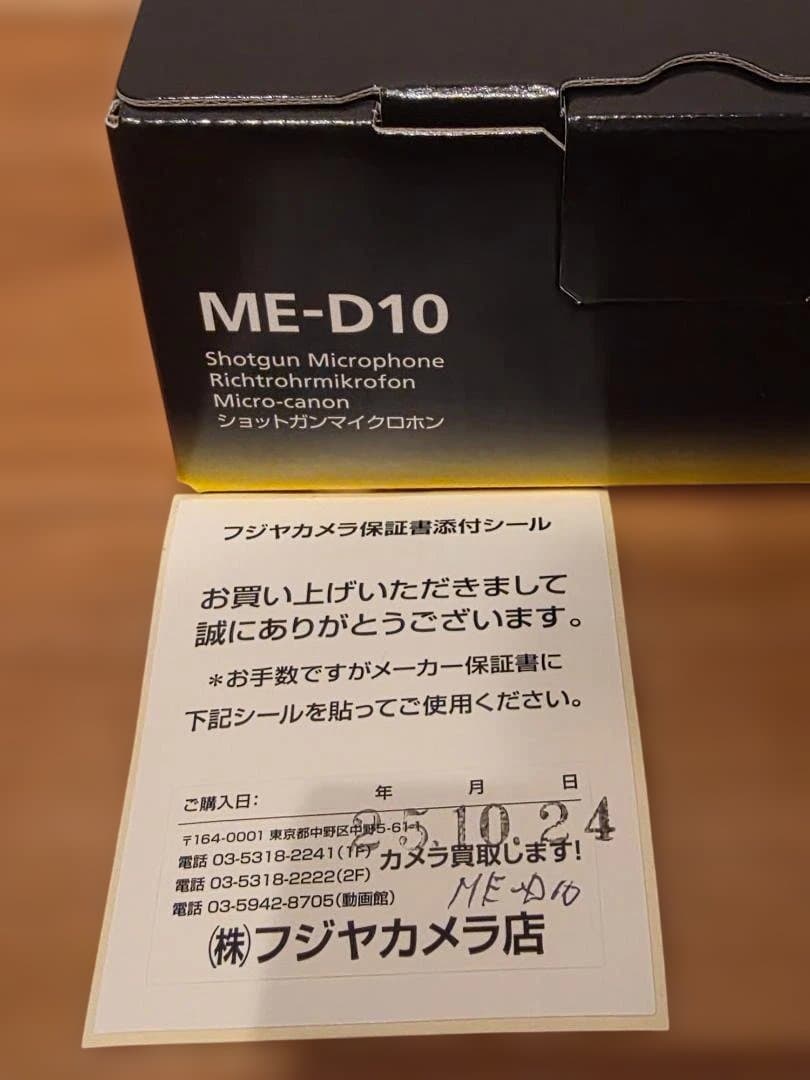 ME-D10
Shotgun Microphone
Richtrohrmikrofon
Micro-canon
ショットガンマイクロホン
フジヤカメラ保証書添付シール
お買い上げいただきまして
誠にありがとうございます。
*お手数ですがメーカー保証書に
下記シールを貼ってご使用ください。
ご購入日: 年 月 日
25.10.24
〒164-0001 東京都中野区中野5-61-1
電話 03-5318-2241(1F) カメラ買取します!
電話 03-5318-2222(2F)
ME-D10
電話 03-5942-8705(動画館)
(株)フジヤカメラ店